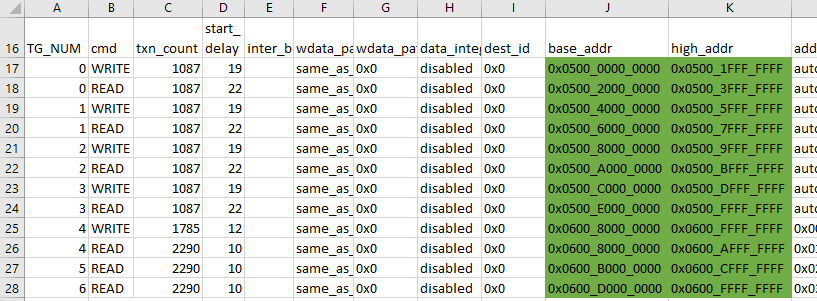 A B C D E F G H I J K
start_
16 TG_NUM cmd txn_count delay inter_b wdata_pa wdata_pa data_integ dest_id base_addr high_addr add
17 0 WRITE 1087 19 same_as_ 0x0 disabled 0x0 0x0500_0000_0000 0x0500_1FFF_FFFF auto
18 0 READ 1087 22 same_as_ 0x0 disabled 0x0 0x0500_2000_0000 0x0500_3FFF_FFFF auto
19 1 WRITE 1087 19 same_as_ 0x0 disabled 0x0 0x0500_4000_0000 0x0500_5FFF_FFFF auto
20 1 READ 1087 22 same_as_ 0x0 disabled 0x0 0x0500_6000_0000 0x0500_7FFF_FFFF auto
21 2 WRITE 1087 19 same_as_ 0x0 disabled 0x0 0x0500_8000_0000 0x0500_9FFF_FFFF auto
22 2 READ 1087 22 same_as_ 0x0 disabled 0x0 0x0500_A000_0000 0x0500_BFFF_FFFF auto
23 3 WRITE 1087 19 same_as_ 0x0 disabled 0x0 0x0500_C000_0000 0x0500_DFFF_FFFF auto
24 3 READ 1087 22 same_as_ 0x0 disabled 0x0 0x0500_E000_0000 0x0500_FFFF_FFFF auto
25 4 WRITE 1785 12 same_as_ 0x0 disabled 0x0 0x0600_8000_0000 0x0600_FFFF_FFFF 0x00
26 4 READ 2290 10 same_as_ 0x0 disabled 0x0 0x0600_8000_0000 0x0600_AFFF_FFFF 0x01
27 5 READ 2290 10 same_as_ 0x0 disabled 0x0 0x0600_B000_0000 0x0600_CFFF_FFFF 0x02
28 6 READ 2290 10 same_as_ 0x0 disabled 0x0 0x0600_D000_0000 0x0600_FFFF_FFFF 0x03